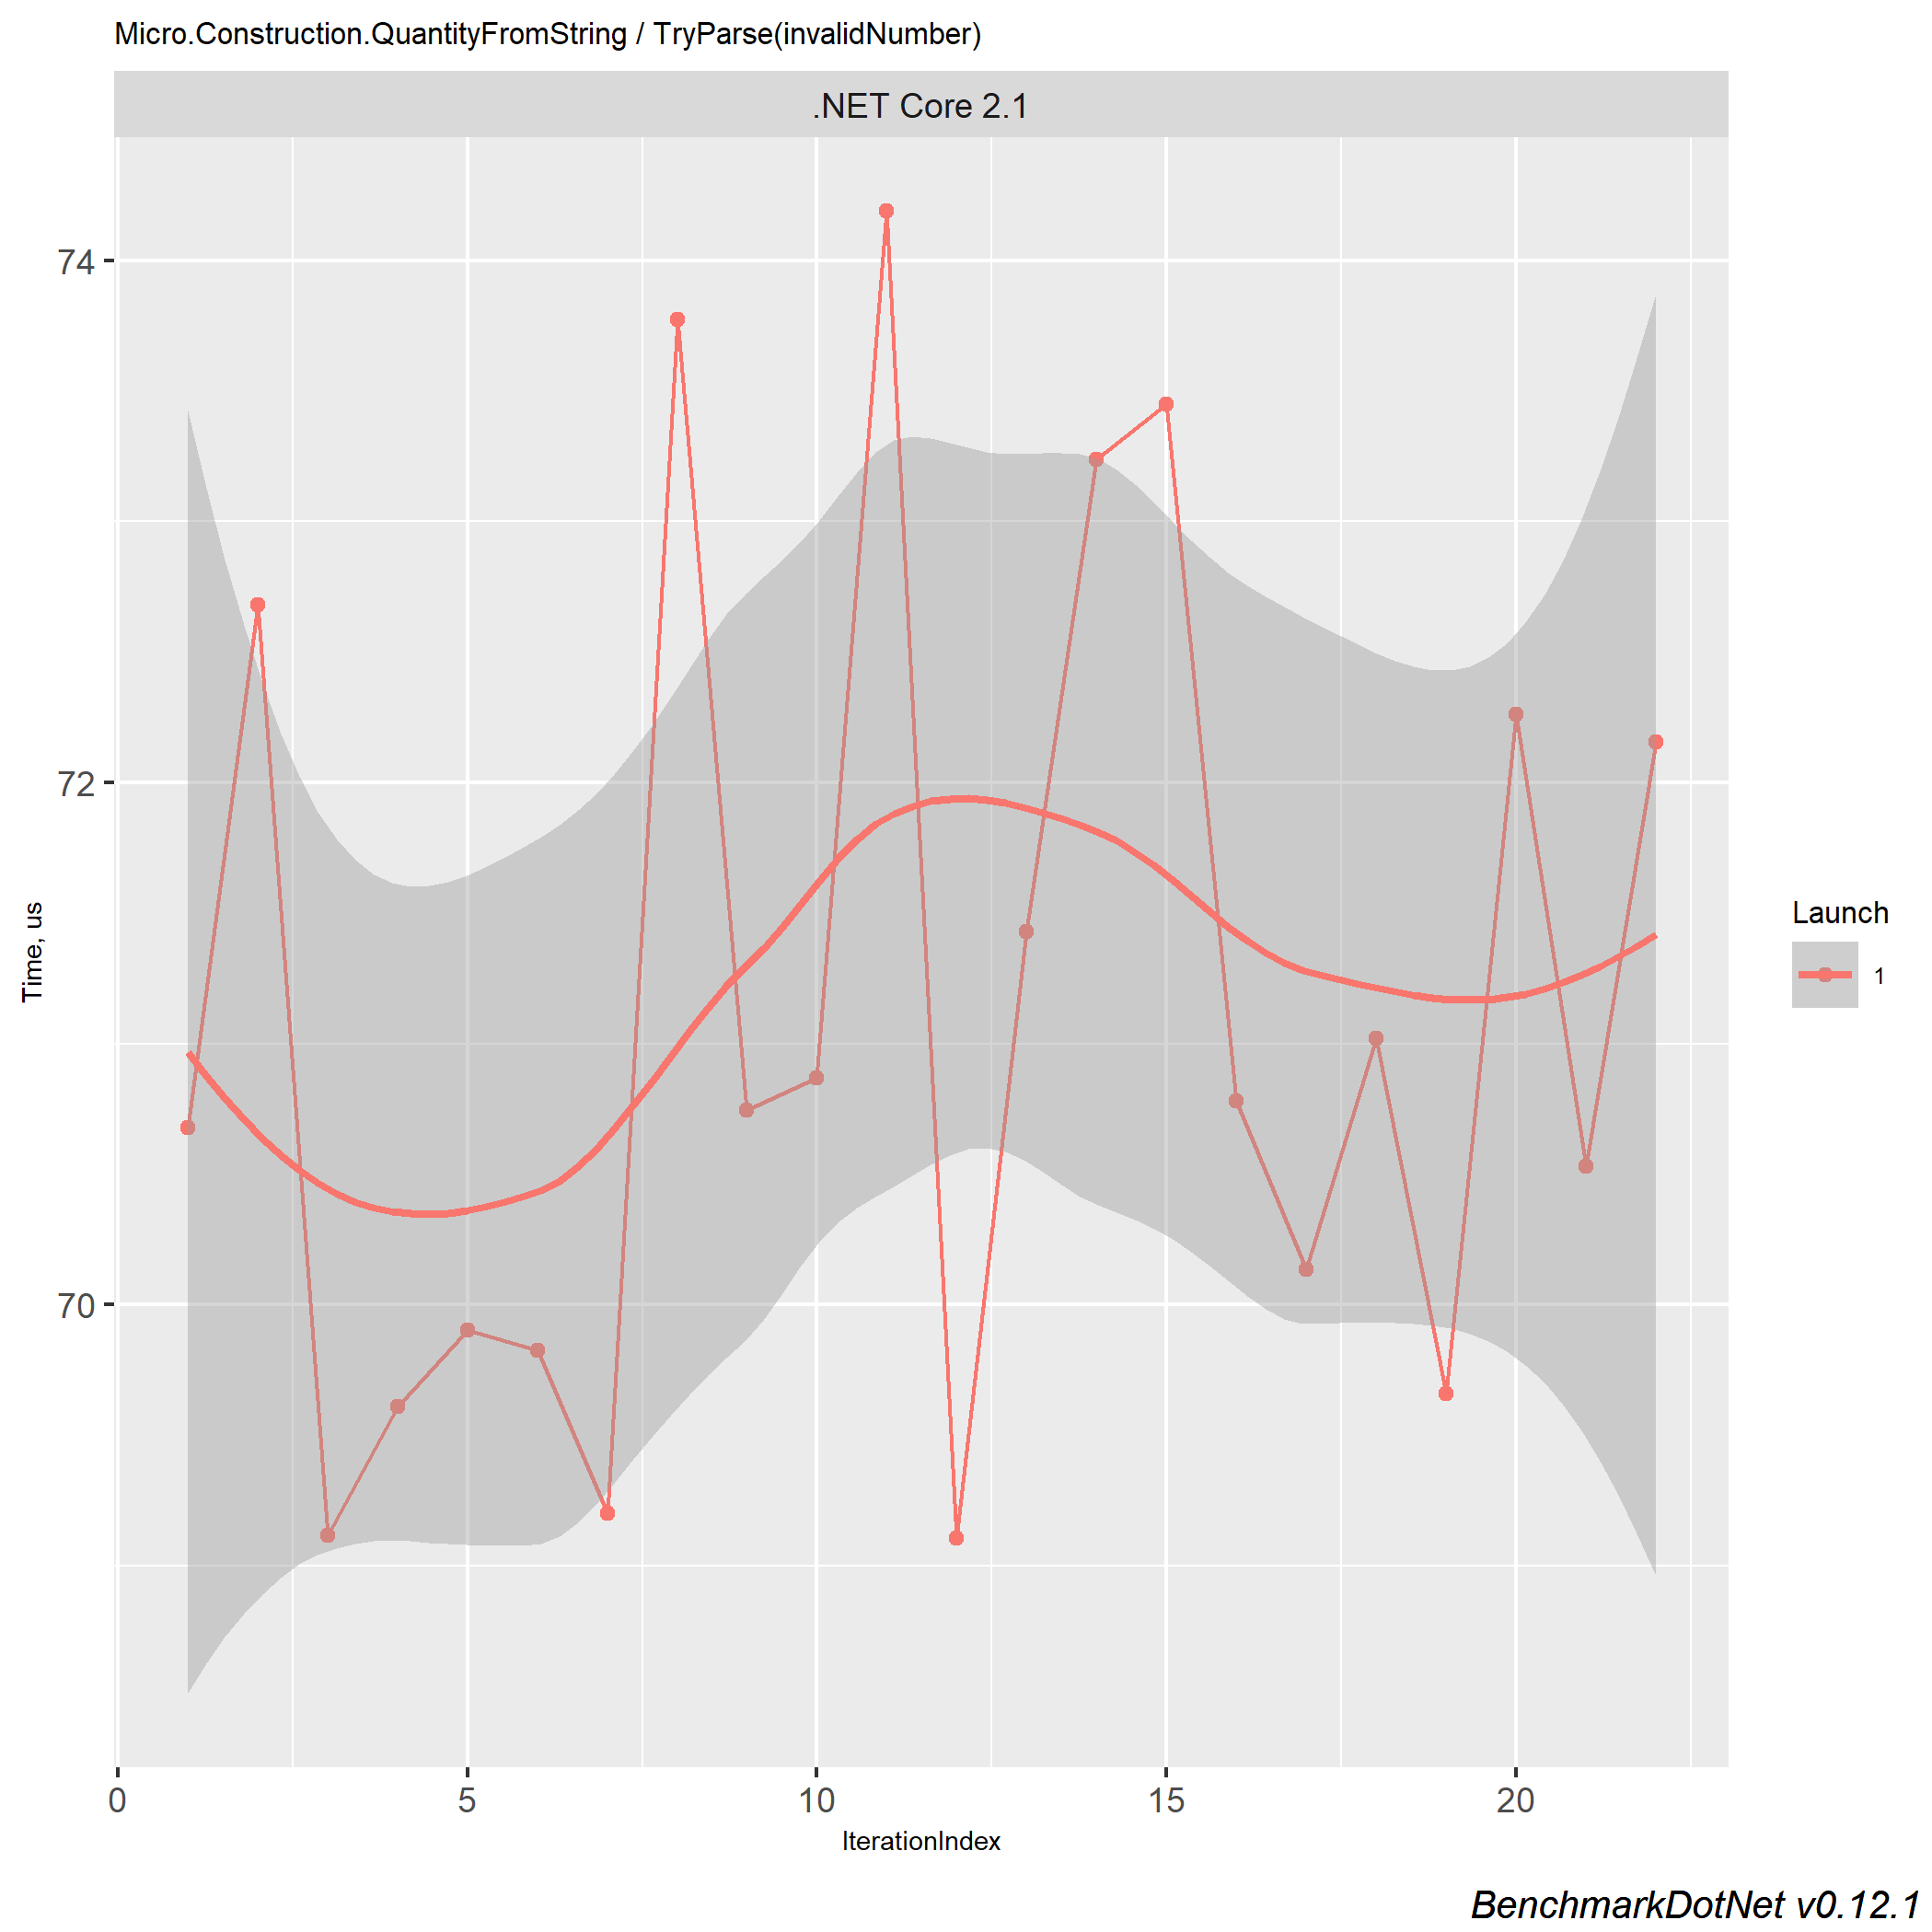 Micro.Construction.QuantityFromString / TryParse(invalidNumber)
.NET Core 2.1
74
72
70
Time, us
0 5 10 15 20
IterationIndex
Launch
1
BenchmarkDotNet v0.12.1